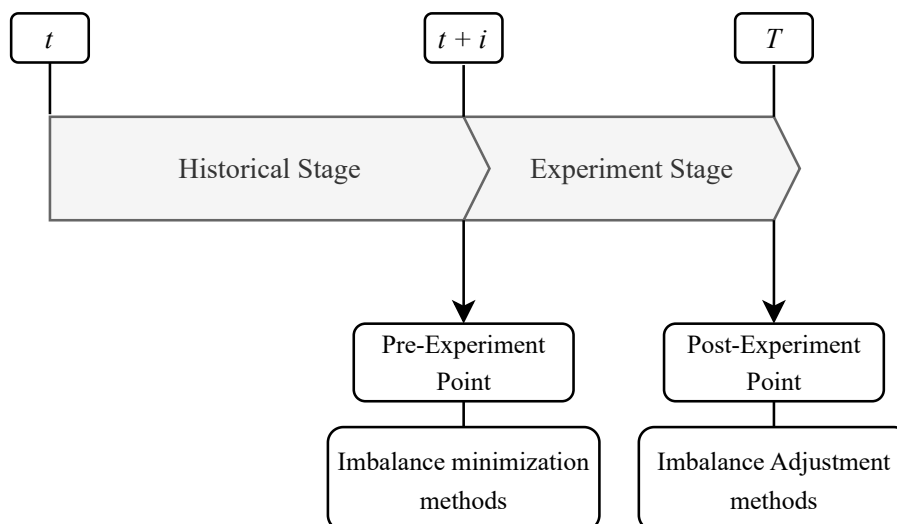 t
t + i
T
Historical Stage
Experiment Stage
Pre-Experiment
Point
Post-Experiment
Point
Imbalance minimization
methods
Imbalance Adjustment
methods